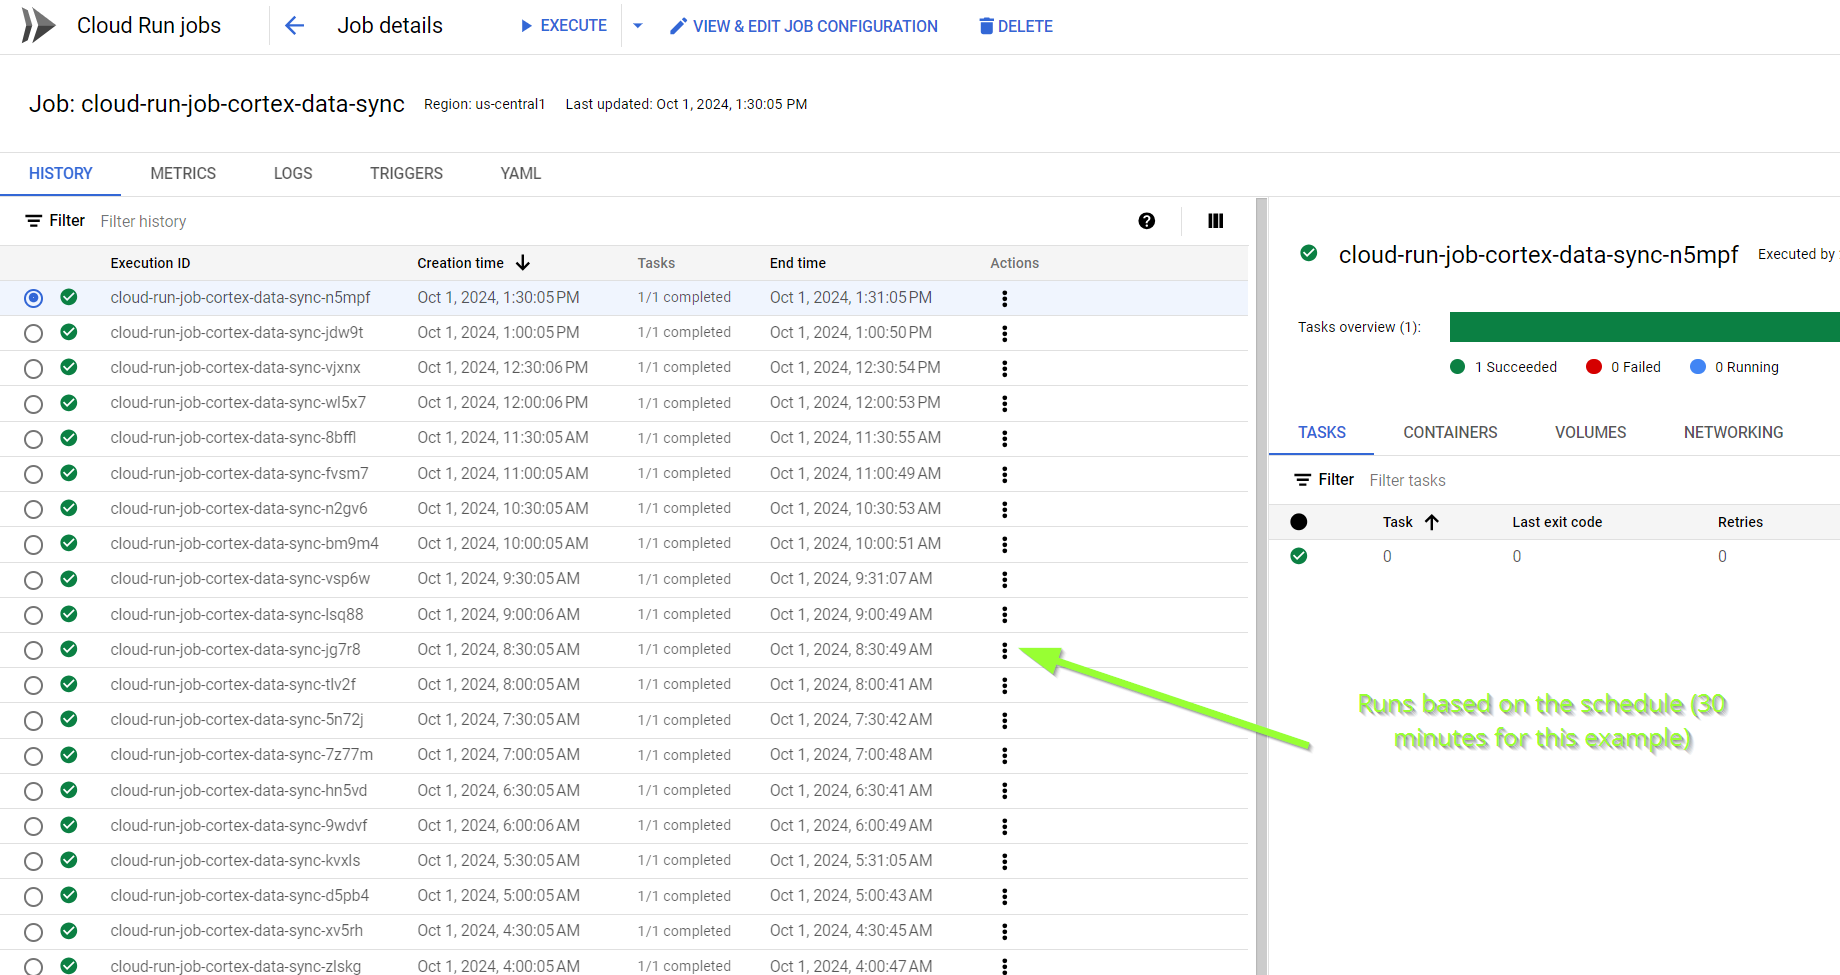 Cloud Run jobs
Job details
EXECUTE
VIEW & EDIT JOB CONFIGURATION
DELETE
Job: cloud-run-job-cortex-data-sync Region: us-central1 Last updated: Oct 1, 2024, 1:30:05 PM
HISTORY METRICS LOGS TRIGGERS YAML
Filter Filter history
Execution ID Creation time Tasks End time Actions
cloud-run-job-cortex-data-sync-n5mpf Oct 1, 2024, 1:30:05 PM 1/1 completed Oct 1, 2024, 1:31:05 PM
cloud-run-job-cortex-data-sync-jdw9t Oct 1, 2024, 1:00:05 PM 1/1 completed Oct 1, 2024, 1:00:50 PM
cloud-run-job-cortex-data-sync-vjxnx Oct 1, 2024, 12:30:06 PM 1/1 completed Oct 1, 2024, 12:30:54 PM
cloud-run-job-cortex-data-sync-wl5x7 Oct 1, 2024, 12:00:06 PM 1/1 completed Oct 1, 2024, 12:00:53 PM
cloud-run-job-cortex-data-sync-8bffl Oct 1, 2024, 11:30:05 AM 1/1 completed Oct 1, 2024, 11:30:55 AM
cloud-run-job-cortex-data-sync-fvsm7 Oct 1, 2024, 11:00:05 AM 1/1 completed Oct 1, 2024, 11:00:49 AM
cloud-run-job-cortex-data-sync-n2gv6 Oct 1, 2024, 10:30:05 AM 1/1 completed Oct 1, 2024, 10:30:53 AM
cloud-run-job-cortex-data-sync-bm9m4 Oct 1, 2024, 10:00:05 AM 1/1 completed Oct 1, 2024, 10:00:51 AM
cloud-run-job-cortex-data-sync-vsp6w Oct 1, 2024, 9:30:05 AM 1/1 completed Oct 1, 2024, 9:31:07 AM
cloud-run-job-cortex-data-sync-lsq88 Oct 1, 2024, 9:00:06 AM 1/1 completed Oct 1, 2024, 9:00:49 AM
cloud-run-job-cortex-data-sync-jg7r8 Oct 1, 2024, 8:30:05 AM 1/1 completed Oct 1, 2024, 8:30:49 AM
cloud-run-job-cortex-data-sync-tlv2f Oct 1, 2024, 8:00:05 AM 1/1 completed Oct 1, 2024, 8:00:41 AM
cloud-run-job-cortex-data-sync-5n72j Oct 1, 2024, 7:30:05 AM 1/1 completed Oct 1, 2024, 7:30:42 AM
cloud-run-job-cortex-data-sync-7z77m Oct 1, 2024, 7:00:05 AM 1/1 completed Oct 1, 2024, 7:00:48 AM
cloud-run-job-cortex-data-sync-hn5vd Oct 1, 2024, 6:30:05 AM 1/1 completed Oct 1, 2024, 6:30:41 AM
cloud-run-job-cortex-data-sync-9wdvf Oct 1, 2024, 6:00:06 AM 1/1 completed Oct 1, 2024, 6:00:49 AM
cloud-run-job-cortex-data-sync-kvxls Oct 1, 2024, 5:30:05 AM 1/1 completed Oct 1, 2024, 5:31:05 AM
cloud-run-job-cortex-data-sync-d5pb4 Oct 1, 2024, 5:00:05 AM 1/1 completed Oct 1, 2024, 5:00:43 AM
cloud-run-job-cortex-data-sync-xv5rh Oct 1, 2024, 4:30:05 AM 1/1 completed Oct 1, 2024, 4:30:45 AM
cloud-run-job-cortex-data-sync-zlskg Oct 1, 2024, 4:00:05 AM 1/1 completed Oct 1, 2024, 4:00:47 AM
cloud-run-job-cortex-data-sync-n5mpf Executed by
Tasks overview (1):
1 Succeeded 0 Failed 0 Running
TASKS CONTAINERS VOLUMES NETWORKING
Filter Filter tasks
Task Last exit code Retries
0 0 0
Runs based on the schedule (30
minutes for this example)